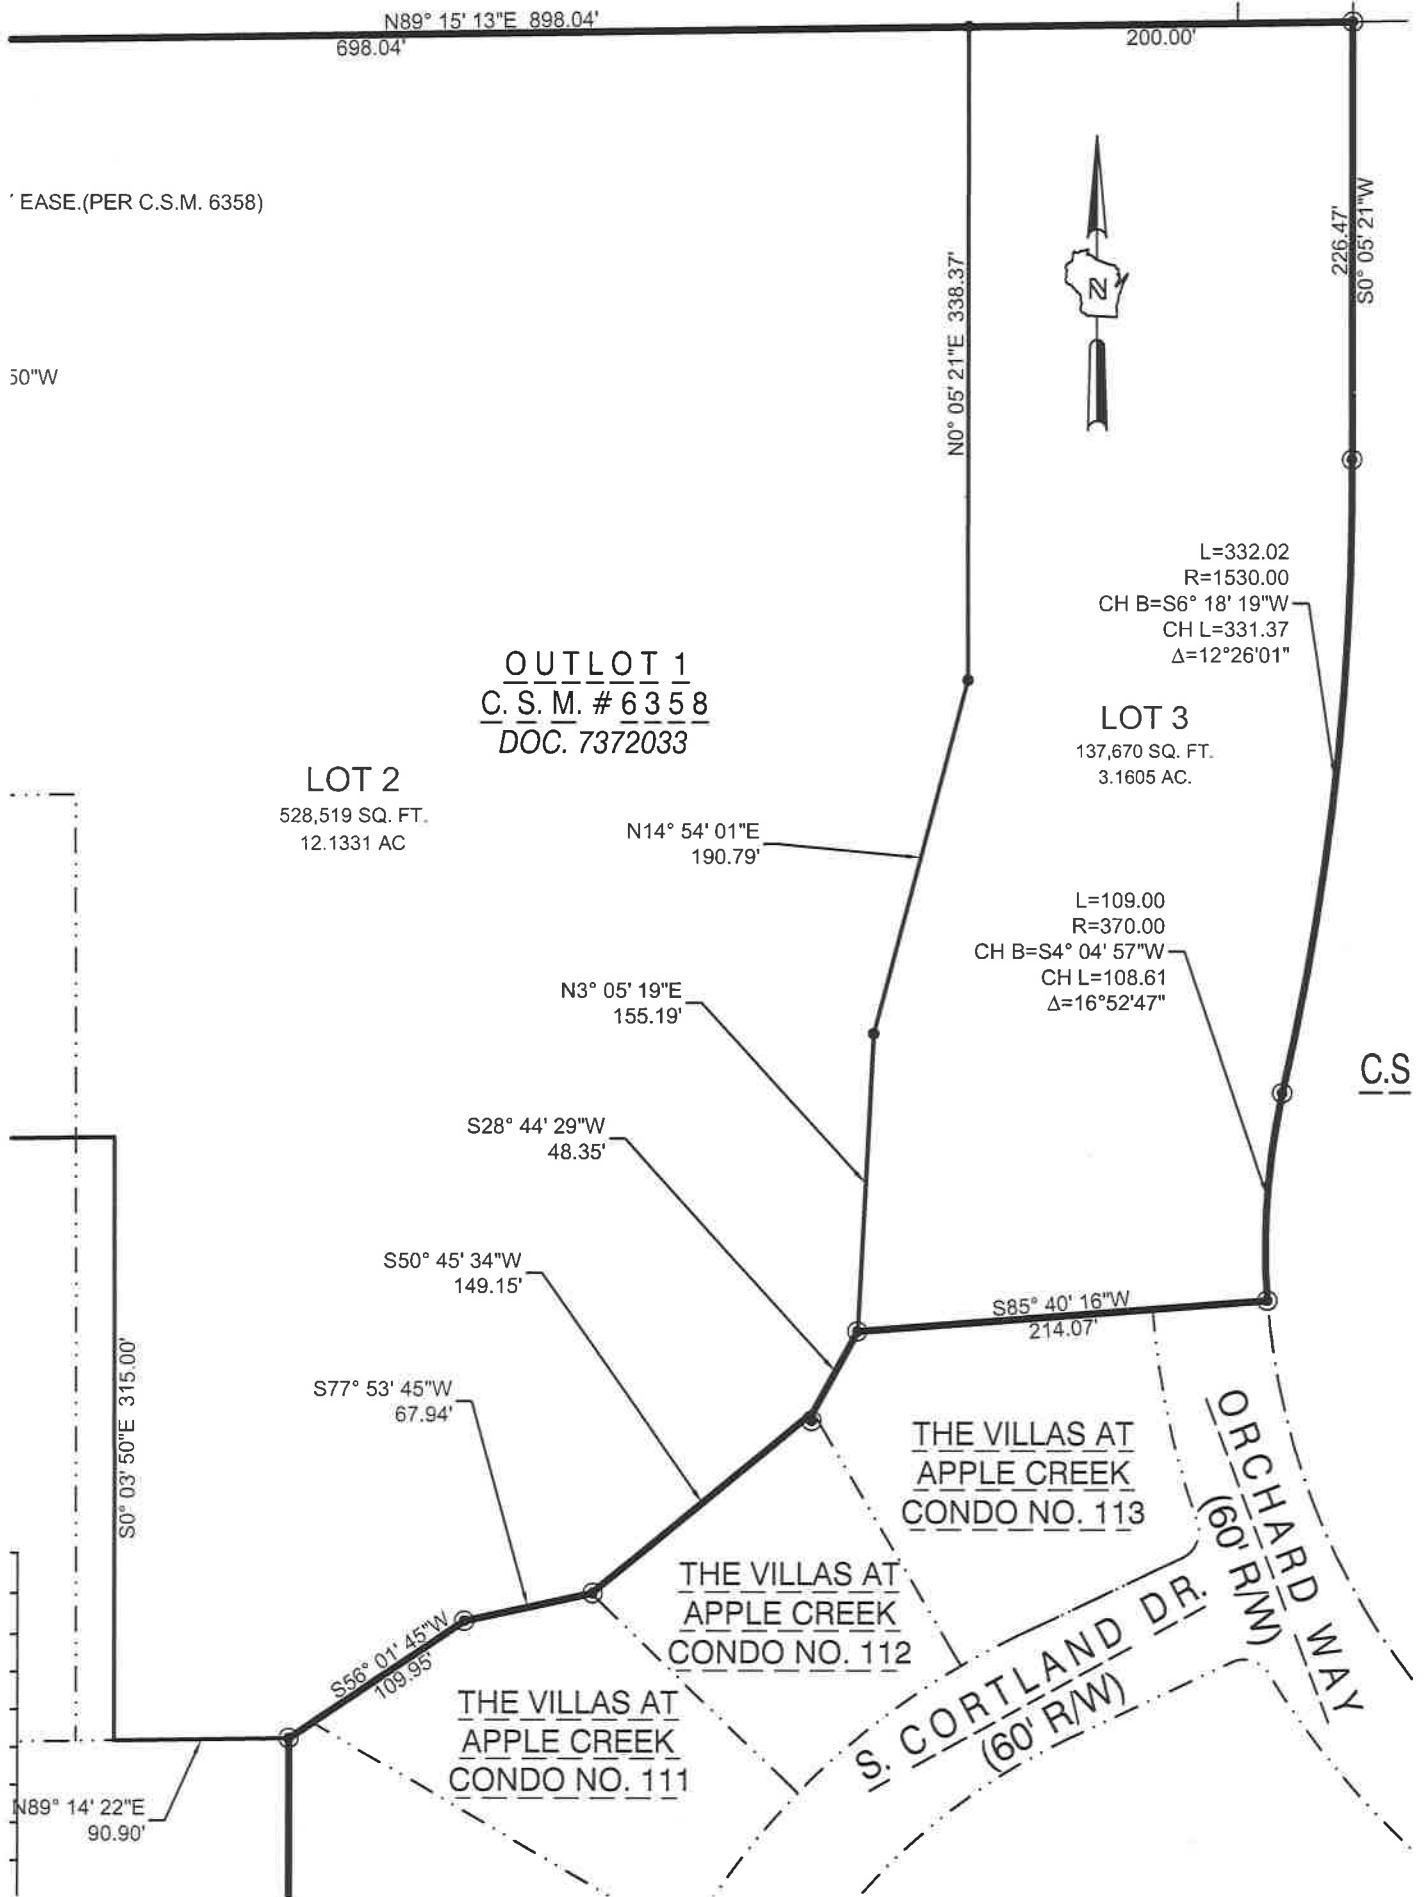 N89° 15' 13"E 898.04'
698.04'
200.00'
' EASE.(PER C.S.M. 6358)
226.47'
S0° 05' 21"W
N
N0° 05' 21"E 338.37'
50"W
L=332.02
R=1530.00
CH B=S6° 18' 19"W
CH L=331.37
Δ=12°26'01"
OUTLOT 1
C. S. M. # 6358
DOC. 7372033
LOT 3
137,670 SQ. FT.
3.1605 AC.
LOT 2
528,519 SQ. FT.
12.1331 AC
N14° 54' 01"E
190.79'
L=109.00
R=370.00
CH B=S4° 04' 57"W
CH L=108.61
Δ=16°52'47"
N3° 05' 19"E
155.19'
C.S
S28° 44' 29"W
48.35'
S50° 45' 34"W
149.15'
S85° 40' 16"W
214.07'
S0° 03' 50"E 315.00'
S77° 53' 45"W
67.94'
THE VILLAS AT
APPLE CREEK
CONDO NO. 113
ORCHARD WAY
(60' R/W)
THE VILLAS AT
APPLE CREEK
CONDO NO. 112
S. CORTLAND DR.
(60' R/W)
S56° 01' 45"W
109.95'
THE VILLAS AT
APPLE CREEK
CONDO NO. 111
N89° 14' 22"E
90.90'